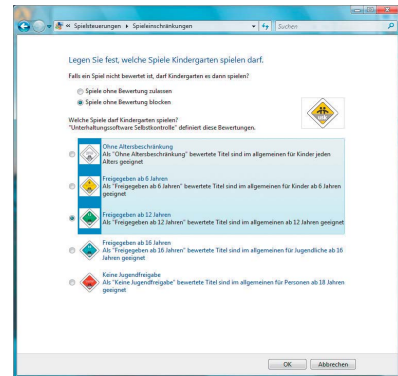 « Spielsteuerungen ▸ Spieleinschränkungen
Suchen
Legen Sie fest, welche Spiele Kindergarten spielen darf.
Falls ein Spiel nicht bewertet ist, darf Kindergarten es dann spielen?
Spiele ohne Bewertung zulassen
Spiele ohne Bewertung blocken
Welche Spiele darf Kindergarten spielen?
"Unterhaltungssoftware Selbstkontrolle" definiert diese Bewertungen.
Ohne Altersbeschränkung
Als "Ohne Altersbeschränkung" bewertete Titel sind im allgemeinen für Kinder jeden
Alters geeignet
Freigegeben ab 6 Jahren
Als "Freigegeben ab 6 Jahren" bewertete Titel sind im allgemeinen für Kinder ab 6 Jahren
geeignet
Freigegeben ab 12 Jahren
Als "Freigegeben ab 12 Jahren" bewertete Titel sind im allgemeinen ab 12 Jahren geeignet
Freigegeben ab 16 Jahren
Als "Freigegeben ab 16 Jahren" bewertete Titel sind im allgemeinen für Jugendliche ab 16
Jahren geeignet
Keine Jugendfreigabe
Als "Keine Jugendfreigabe" bewertete Titel sind im allgemeinen für Personen ab 18 Jahren
geeignet
OK
Abbrechen